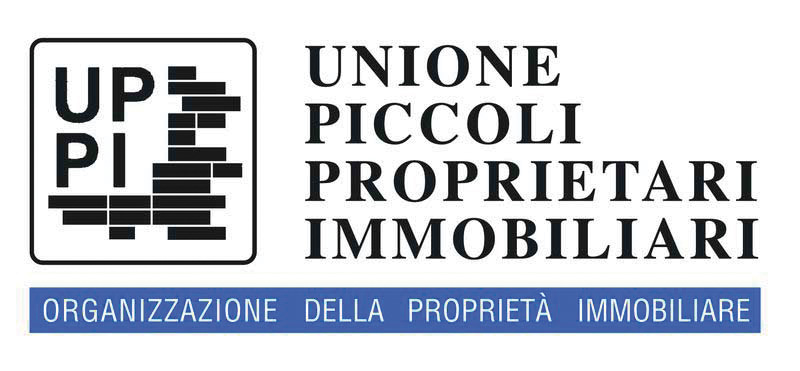 UP
PI
UNIONE
PICCOLI
PROPRIETARI
IMMOBILIARI
ORGANIZZAZIONE DELLA PROPRIETÀ IMMOBILIARE